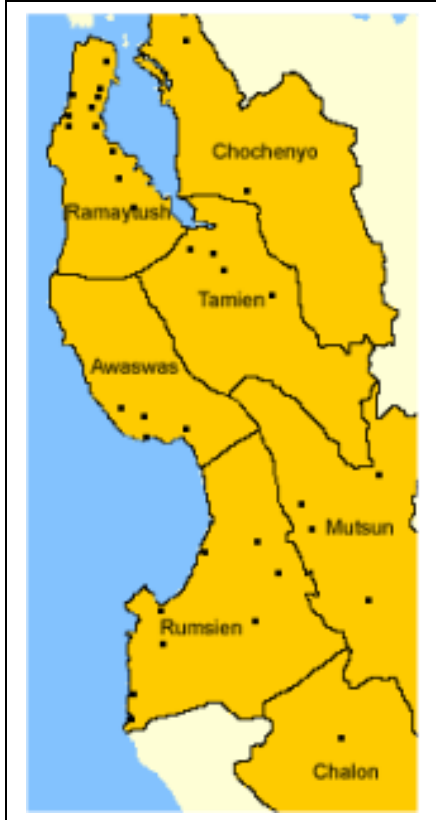 Chochenyo
Ramaytush
Tamien
Awaswas
Mutsun
Rumsien
Chalon